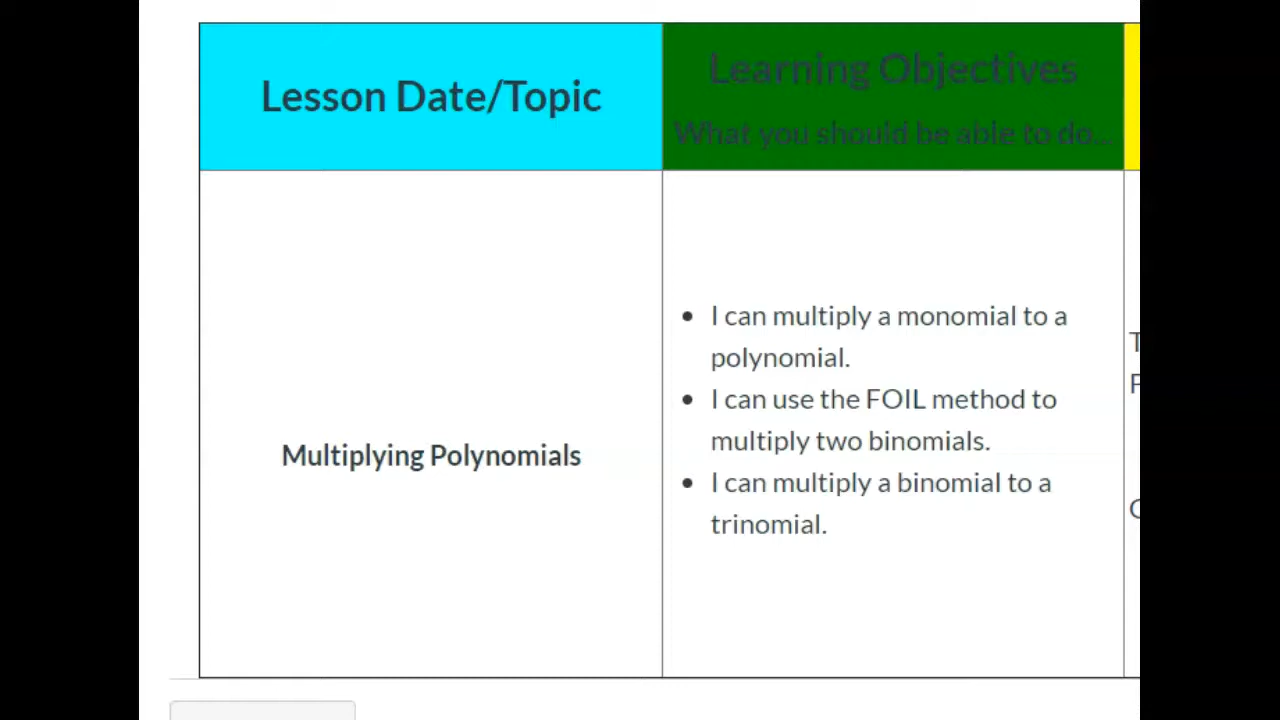 Lesson Date/Topic
Learning Objectives
What you should be able to do...
Multiplying Polynomials
I can multiply a monomial to a
polynomial.
I can use the FOIL method to
multiply two binomials.
I can multiply a binomial to a
trinomial.